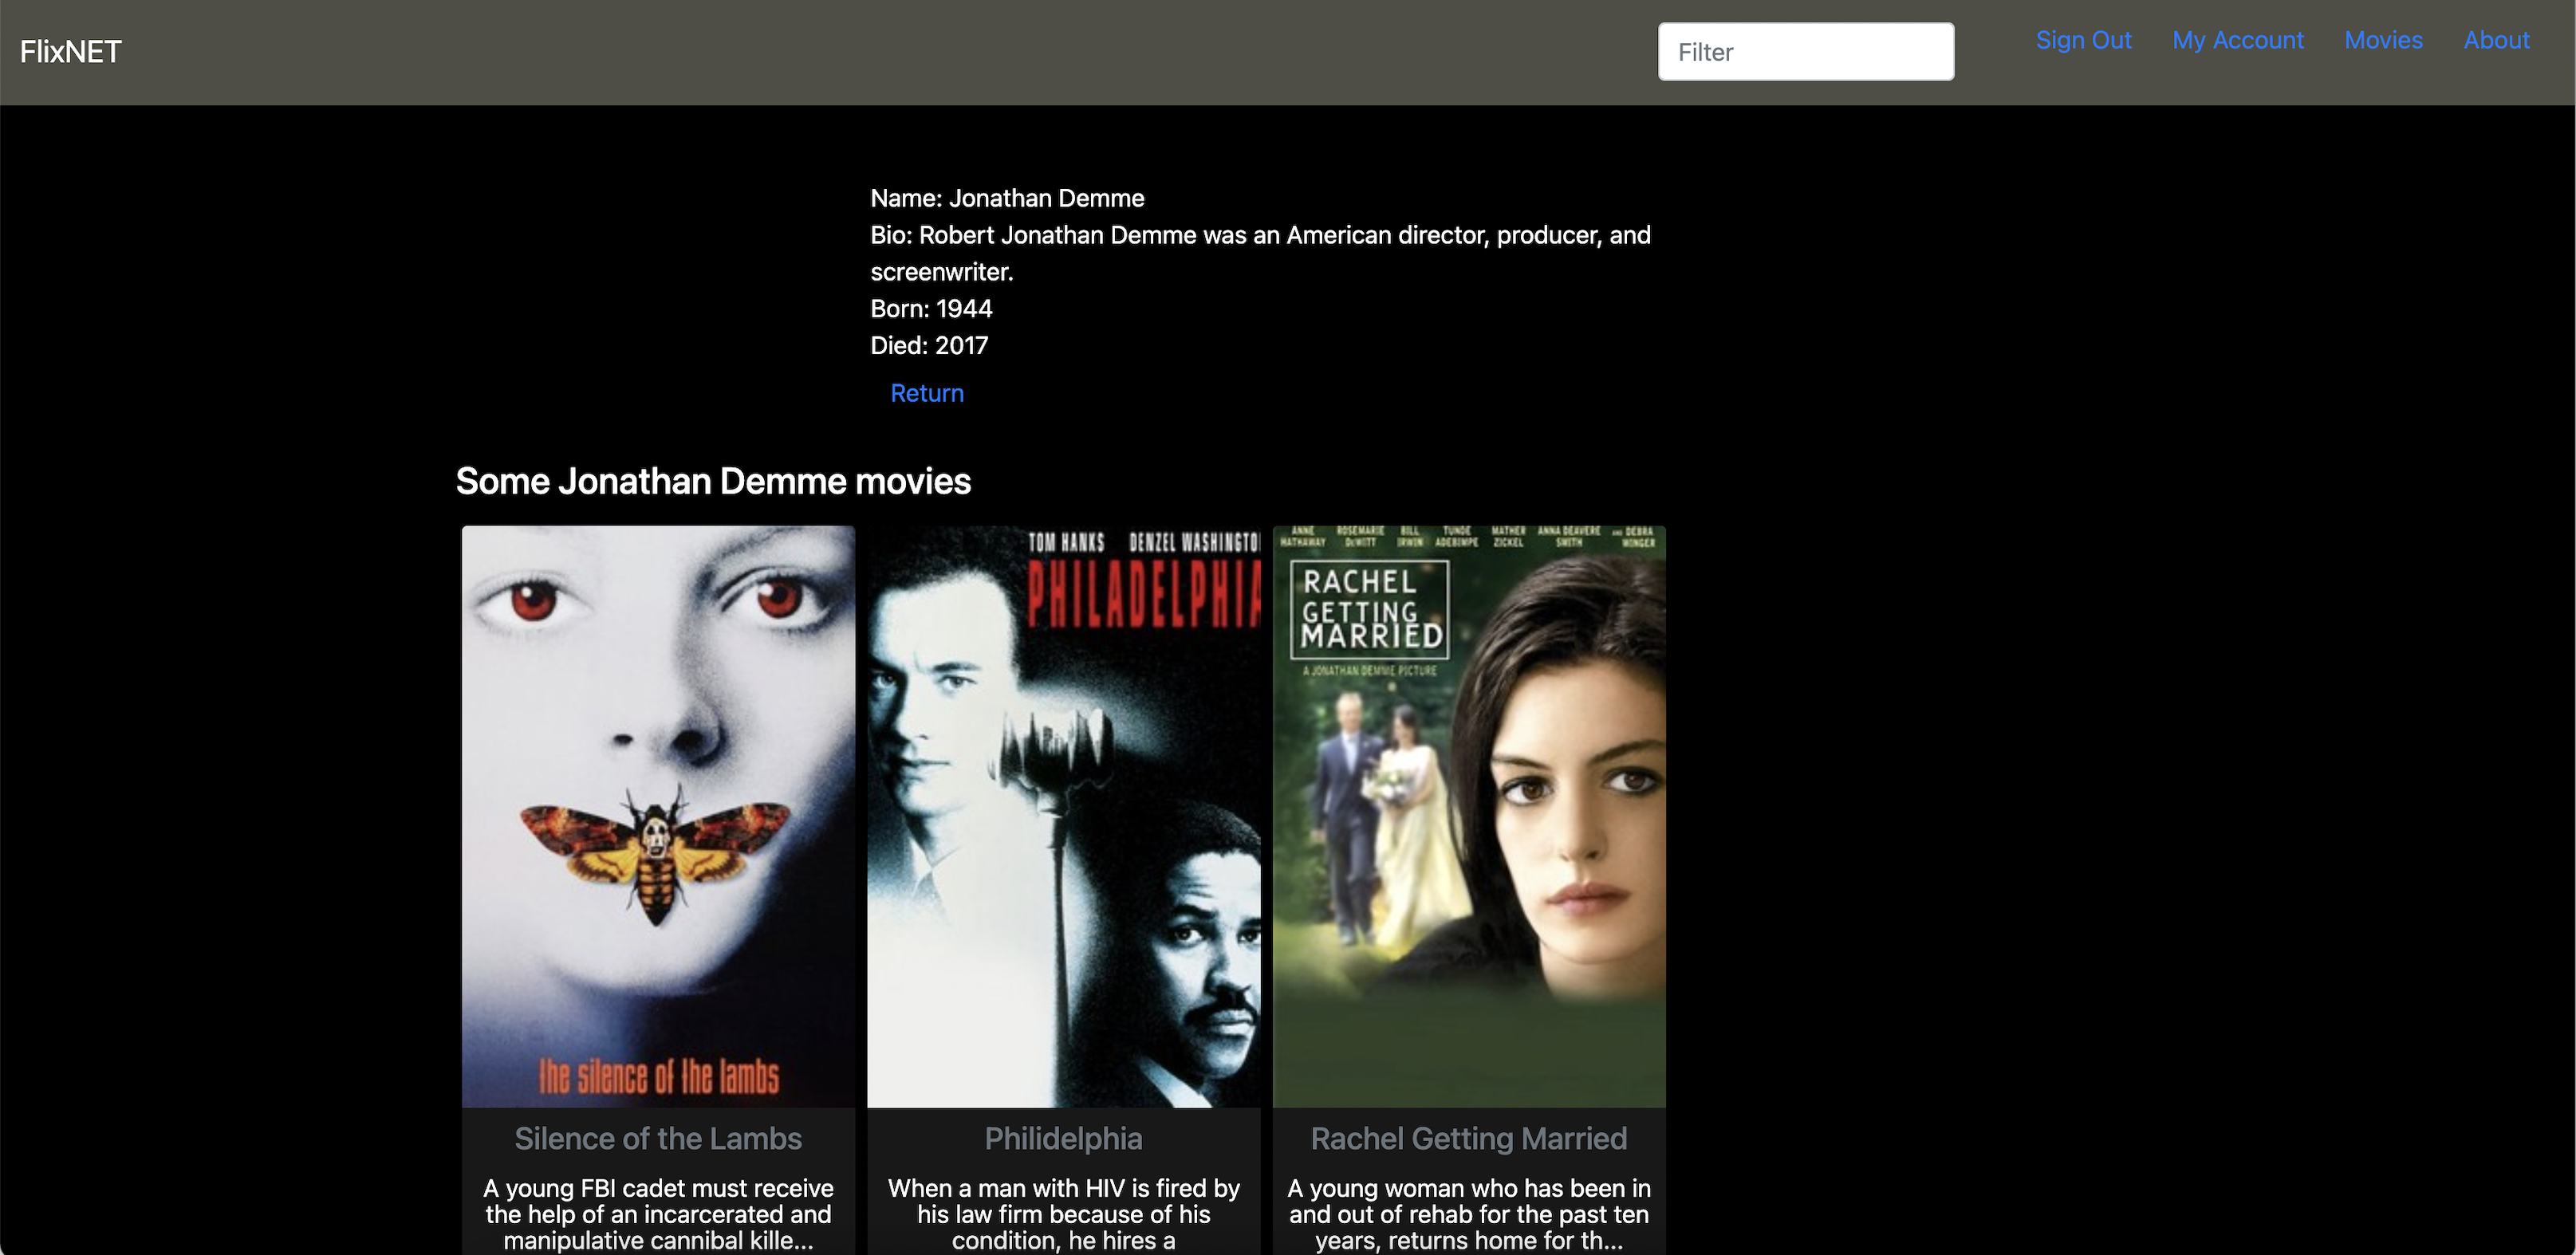 FlixNET
Filter
Sign Out My Account Movies About
Name: Jonathan Demme
Bio: Robert Jonathan Demme was an American director, producer, and
screenwriter.
Born: 1944
Died: 2017
Return
Some Jonathan Demme movies
the silence of the lambs
TOM HANKS DENZEL WASHINGTO
PHILADELPHIA
ANNE HATHAWAY ROSEMARIE DeWITT BILL IRWIN TUNDE ADEBIMPE MATHER ZICKEL ANNA DEAVERE SMITH AND DEBRA WINGER
RACHEL
GETTING
MARRIED
A JONATHAN DEMME PICTURE
Silence of the Lambs
A young FBI cadet must receive
the help of an incarcerated and
manipulative cannibal kille...
Philidelphia
When a man with HIV is fired by
his law firm because of his
condition, he hires a
Rachel Getting Married
A young woman who has been in
and out of rehab for the past ten
years, returns home for th...